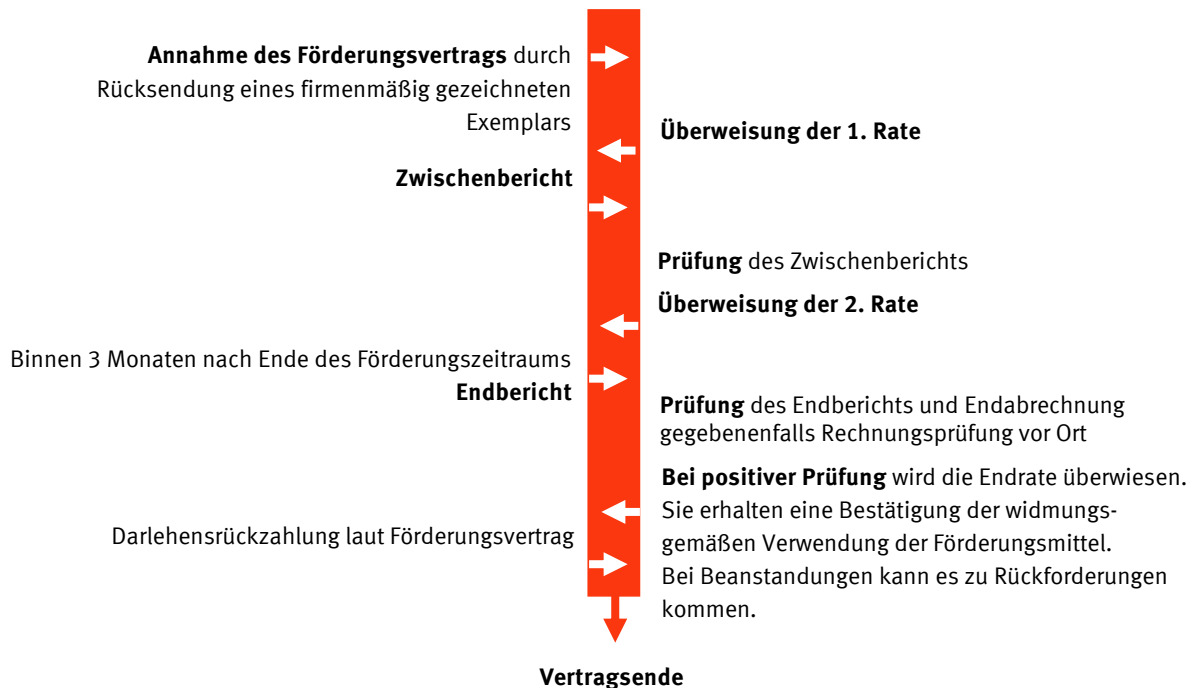 Annahme des Förderungsvertrags durch
Rücksendung eines firmenmäßig gezeichneten
Exemplars
Überweisung der 1. Rate
Zwischenbericht
Prüfung des Zwischenberichts
Überweisung der 2. Rate
Binnen 3 Monaten nach Ende des Förderungszeitraums
Endbericht
Prüfung des Endberichts und Endabrechnung
gegebenenfalls Rechnungsprüfung vor Ort
Bei positiver Prüfung wird die Endrate überwiesen.
Sie erhalten eine Bestätigung der widmungs-
gemäßen Verwendung der Förderungsmittel.
Bei Beanstandungen kann es zu Rückforderungen
kommen.
Darlehensrückzahlung laut Förderungsvertrag
Vertragsende